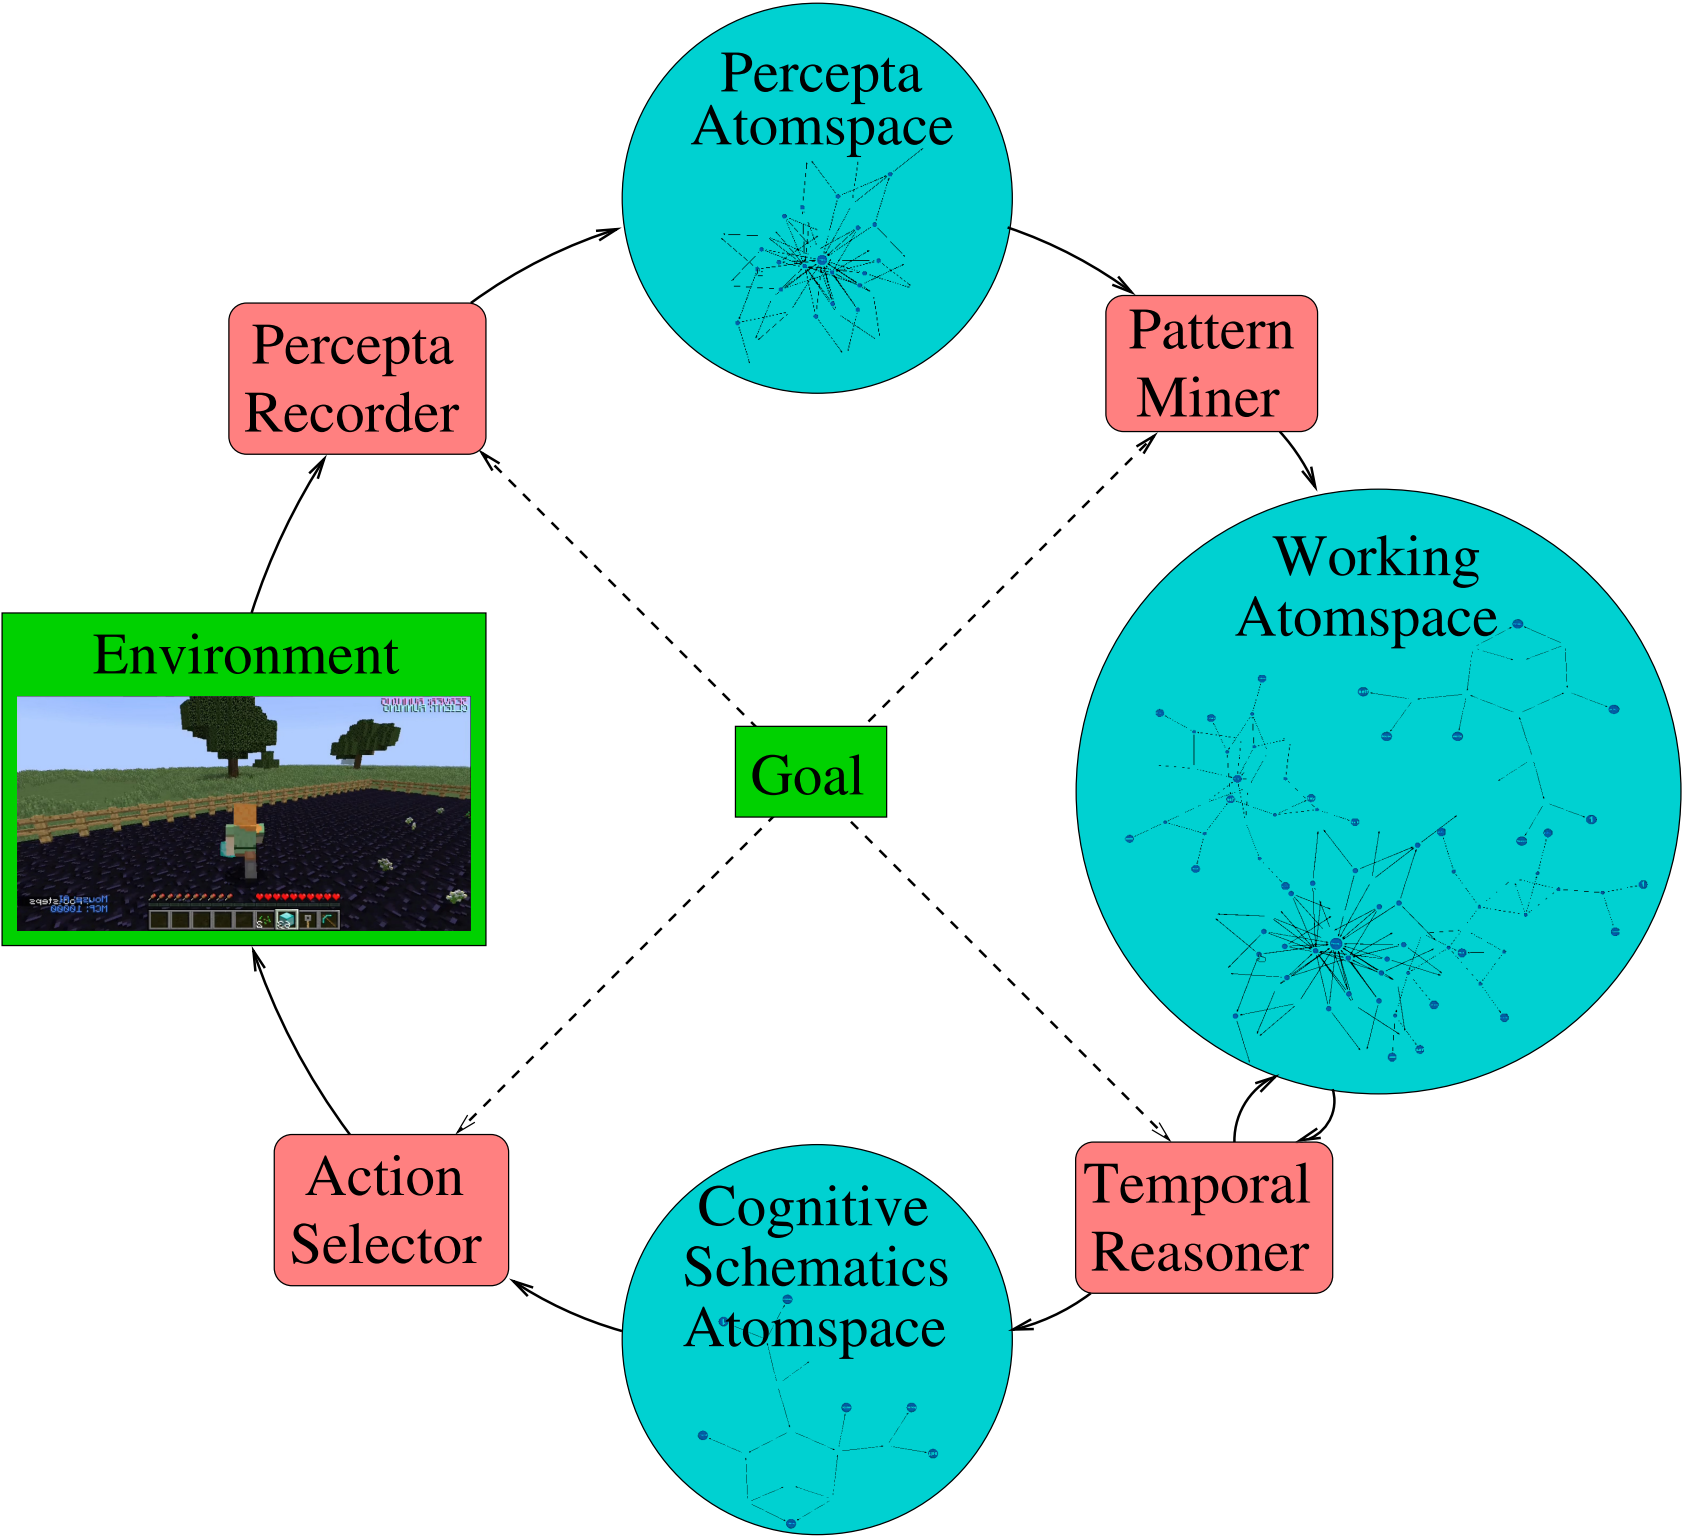 Percepta
Atomspace
Percepta
Recorder
Pattern
Miner
Working
Atomspace
Environment
Goal
Action
Selector
Cognitive
Schematics
Atomspace
Temporal
Reasoner